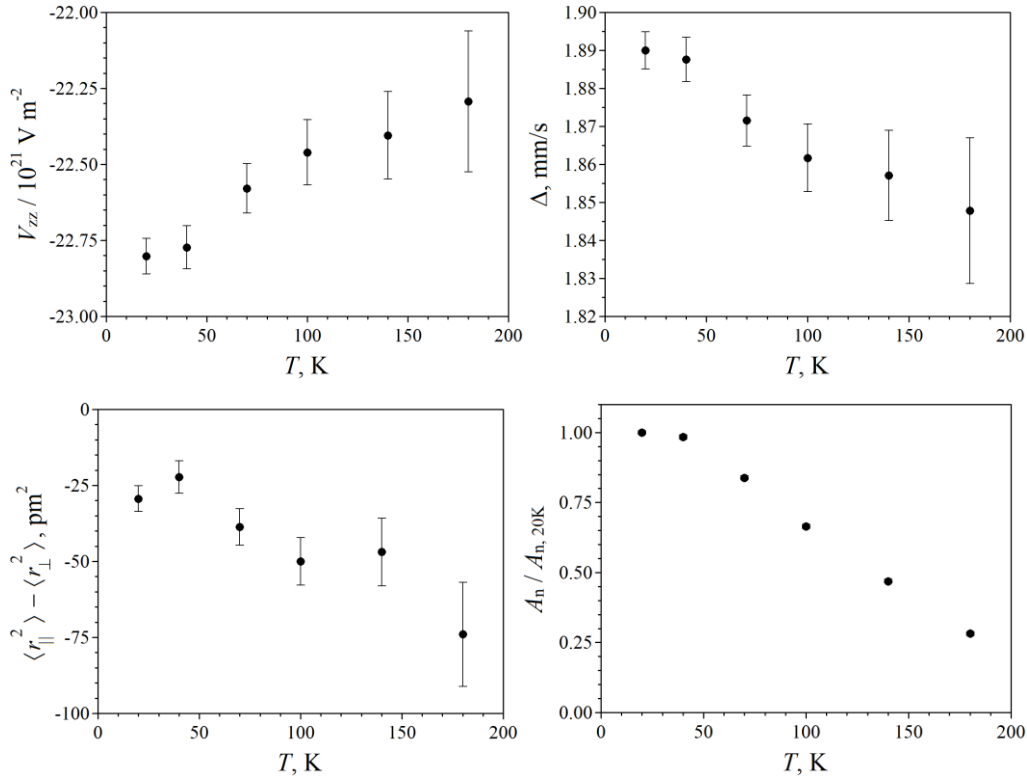 -22.00
-22.25
-22.50
-22.75
-23.00
V_zz / 10^21 V m^-2
0 50 100 150 200
T, K
1.90
1.89
1.88
1.87
1.86
1.85
1.84
1.83
1.82
Δ, mm/s
0 50 100 150 200
T, K
0
-25
-50
-75
-100
⟨r_||^2⟩ − ⟨r_⊥^2⟩, pm^2
0 50 100 150 200
T, K
1.00
0.75
0.50
0.25
0.00
A_n / A_n, 20K
0 50 100 150 200
T, K